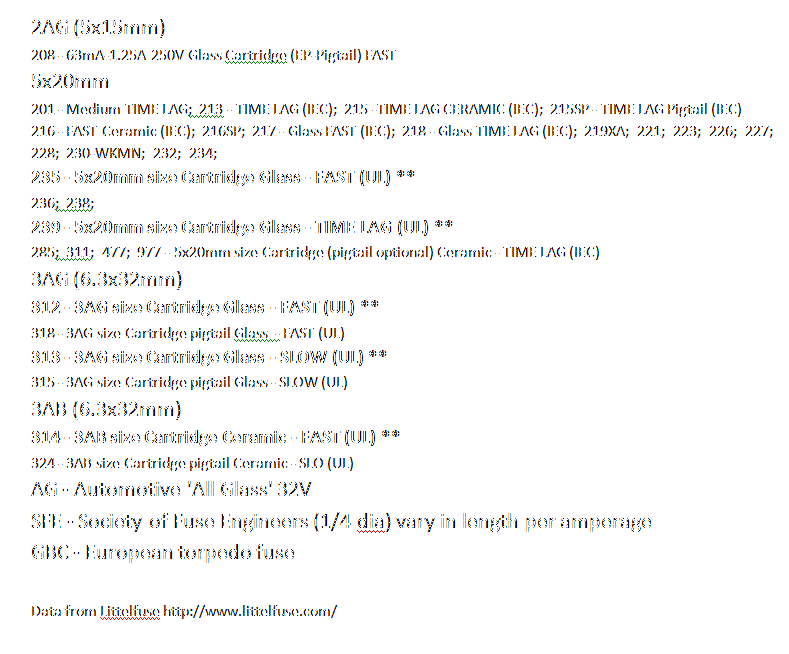 2AG (5x15mm)
208 - 63mA-1.25A-250V Glass Cartridge (EP-Pigtail) FAST
5x20mm
201 - Medium TIME LAG; 213 - TIME LAG (IEC); 215 -TIME LAG CERAMIC (IEC); 215SP - TIME LAG Pigtail (IEC)
216 - FAST Ceramic (IEC); 216SP; 217 - Glass FAST (IEC); 218 - Glass TIME LAG (IEC); 219XA; 221; 223; 226; 227;
228; 230-WKMN; 232; 234;
235 - 5x20mm size Cartridge Glass - FAST (UL) **
236; 238;
239 - 5x20mm size Cartridge Glass - TIME LAG (UL) **
285; 311; 477; 977 - 5x20mm size Cartridge (pigtail optional) Ceramic - TIME LAG (IEC)
3AG (6.3x32mm)
312 - 3AG size Cartridge Glass - FAST (UL) **
318 - 3AG size Cartridge pigtail Glass - FAST (UL)
313 - 3AG size Cartridge Glass - SLOW (UL) **
315 - 3AG size Cartridge pigtail Glass - SLOW (UL)
3AB (6.3x32mm)
314 - 3AB size Cartridge Ceramic - FAST (UL) **
324 - 3AB size Cartridge pigtail Ceramic - SLO (UL)
AG - Automotive 'All Glass' 32V
SFE - Society of Fuse Engineers (1/4 dia) vary in length per amperage
GBC - European torpedo fuse
Data from Littelfuse http://www.littelfuse.com/